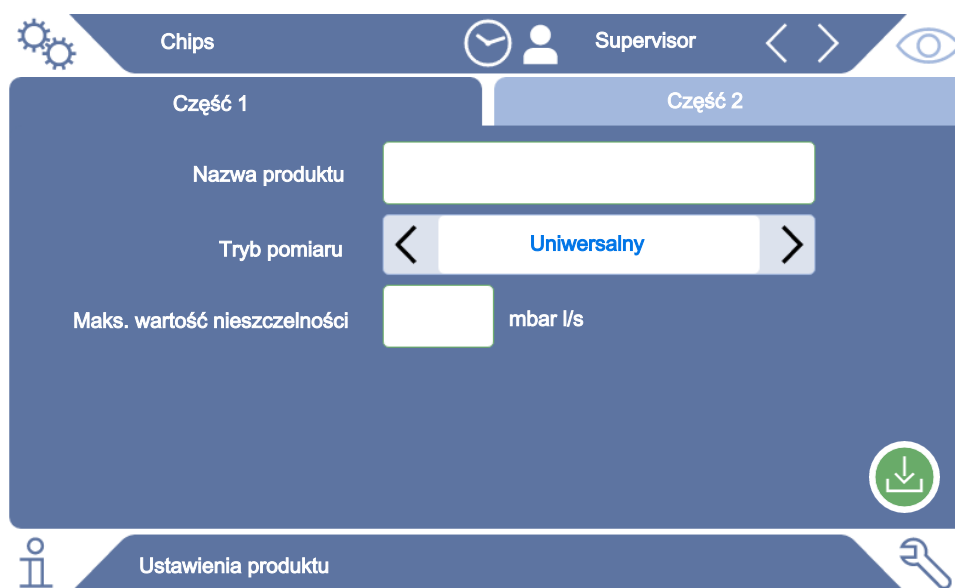 Chips
Supervisor
Część 1
Część 2
Nazwa produktu
Tryb pomiaru
Uniwersalny
Maks. wartość nieszczelności
mbar l/s
Ustawienia produktu